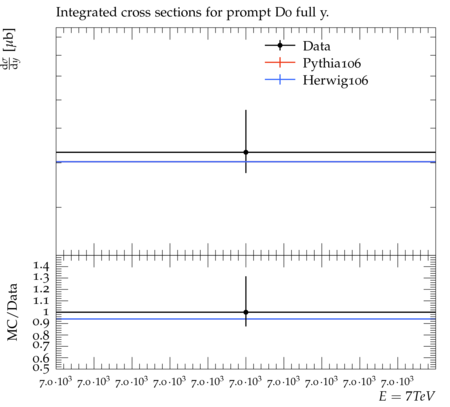 Integrated cross sections for prompt Do full y.
dσ/dy [μb]
Data
Pythia106
Herwig106
MC/Data
1.4
1.3
1.2
1.1
1
0.9
0.8
0.7
0.6
0.5
7.0·10³ 7.0·10³ 7.0·10³ 7.0·10³ 7.0·10³ 7.0·10³ 7.0·10³ 7.0·10³ 7.0·10³ 7.0·10³
E = 7TeV